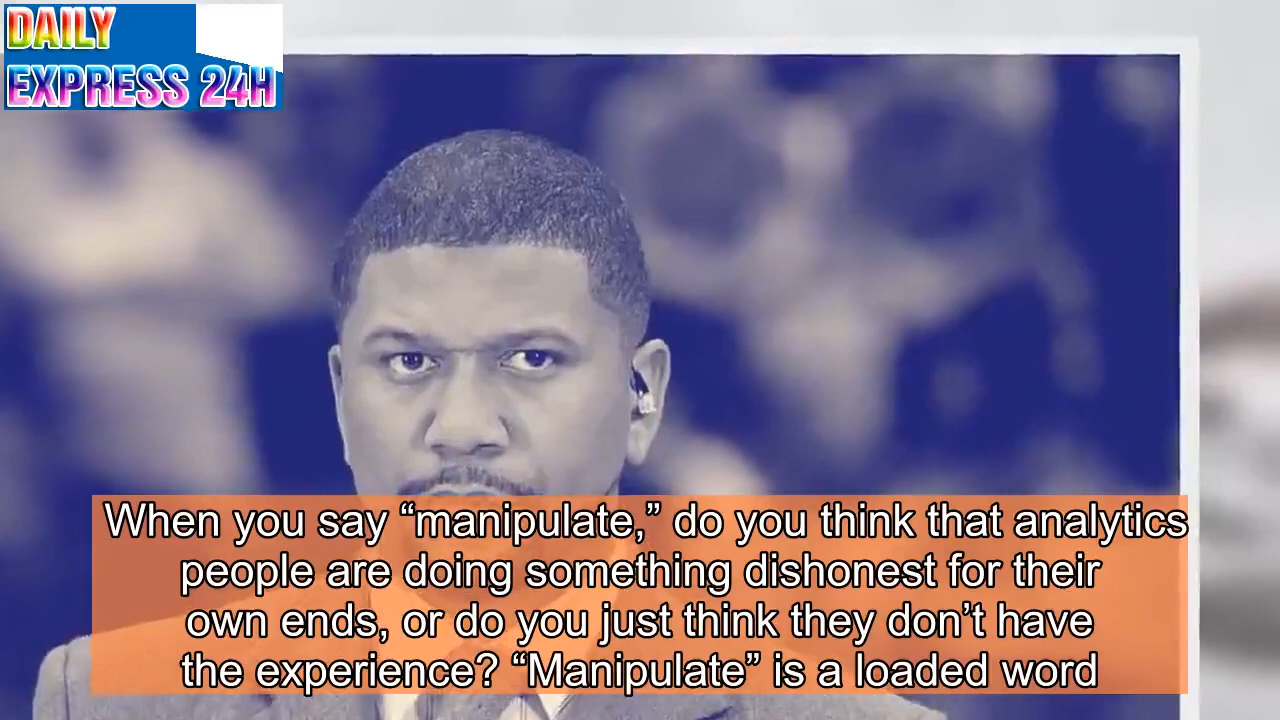 DAILY
EXPRESS 24H
When you say “manipulate,” do you think that analytics
people are doing something dishonest for their
own ends, or do you just think they don’t have
the experience? “Manipulate” is a loaded word